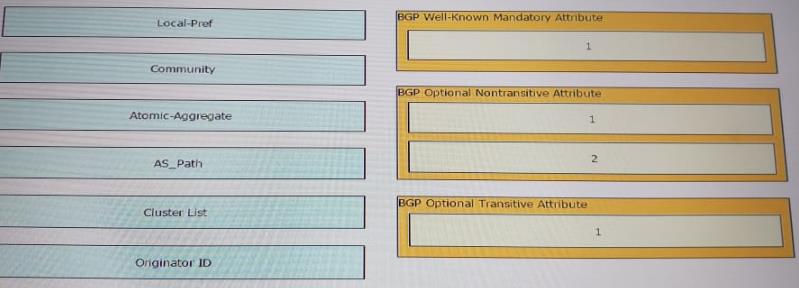 Local-Pref
Community
Atomic-Aggregate
AS_Path
Cluster List
Originator ID
BGP Well-Known Mandatory Attribute
1
BGP Optional Nontransitive Attribute
1
2
BGP Optional Transitive Attribute
1